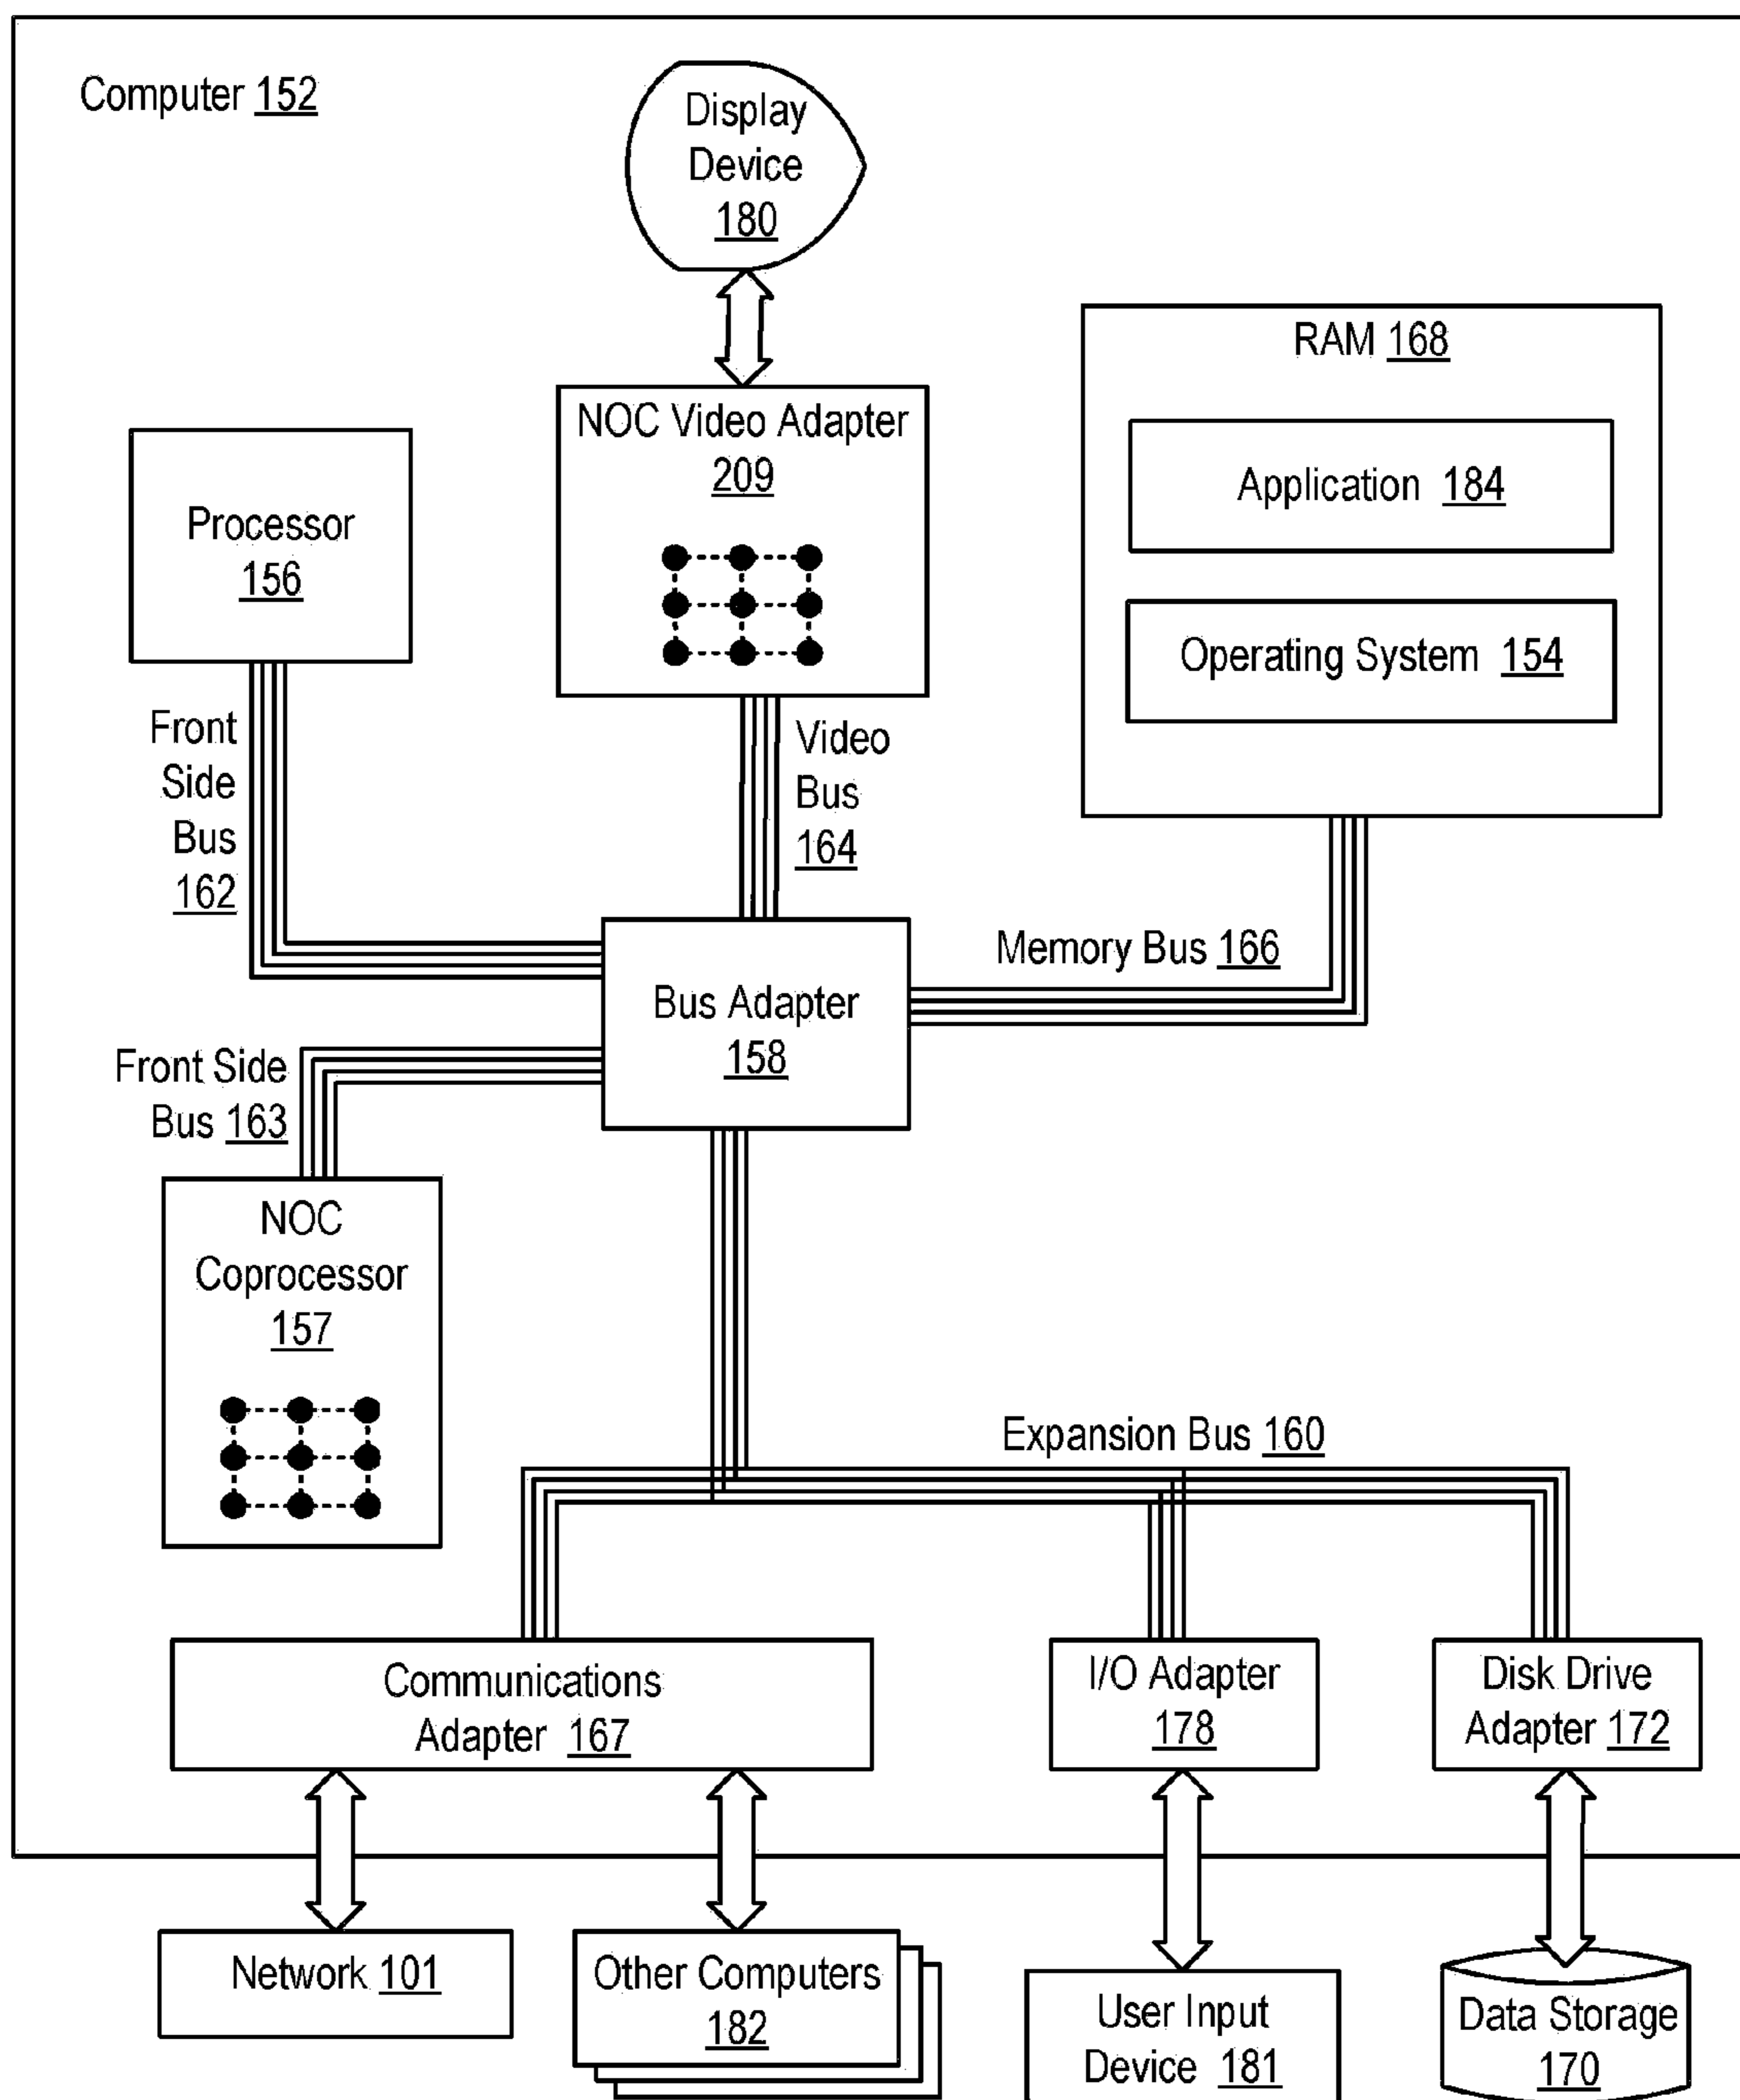 Computer 152
Display
Device
180
RAM 168
NOC Video Adapter
209
Application 184
Processor
156
Operating System 154
Front
Side
Bus
162
Video
Bus
164
Memory Bus 166
Bus Adapter
158
Front Side
Bus 163
NOC
Coprocessor
157
Expansion Bus 160
Communications
Adapter 167
I/O Adapter
178
Disk Drive
Adapter 172
Network 101
Other Computers
182
User Input
Device 181
Data Storage
170